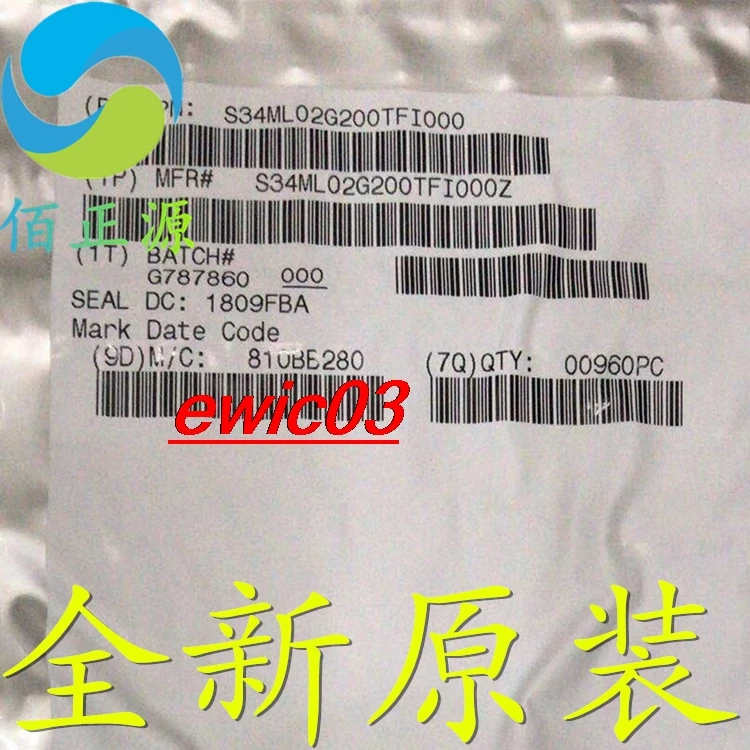 PN: S34ML02G200TFI000
(1P) MFR# S34ML02G200TFI000Z
佰正源
(1T) BATCH#
G787860 000
SEAL DC: 1809FBA
Mark Date Code
(9D)M/C: 810BB280 (7Q)QTY: 00960PC
ewic03
全新原装